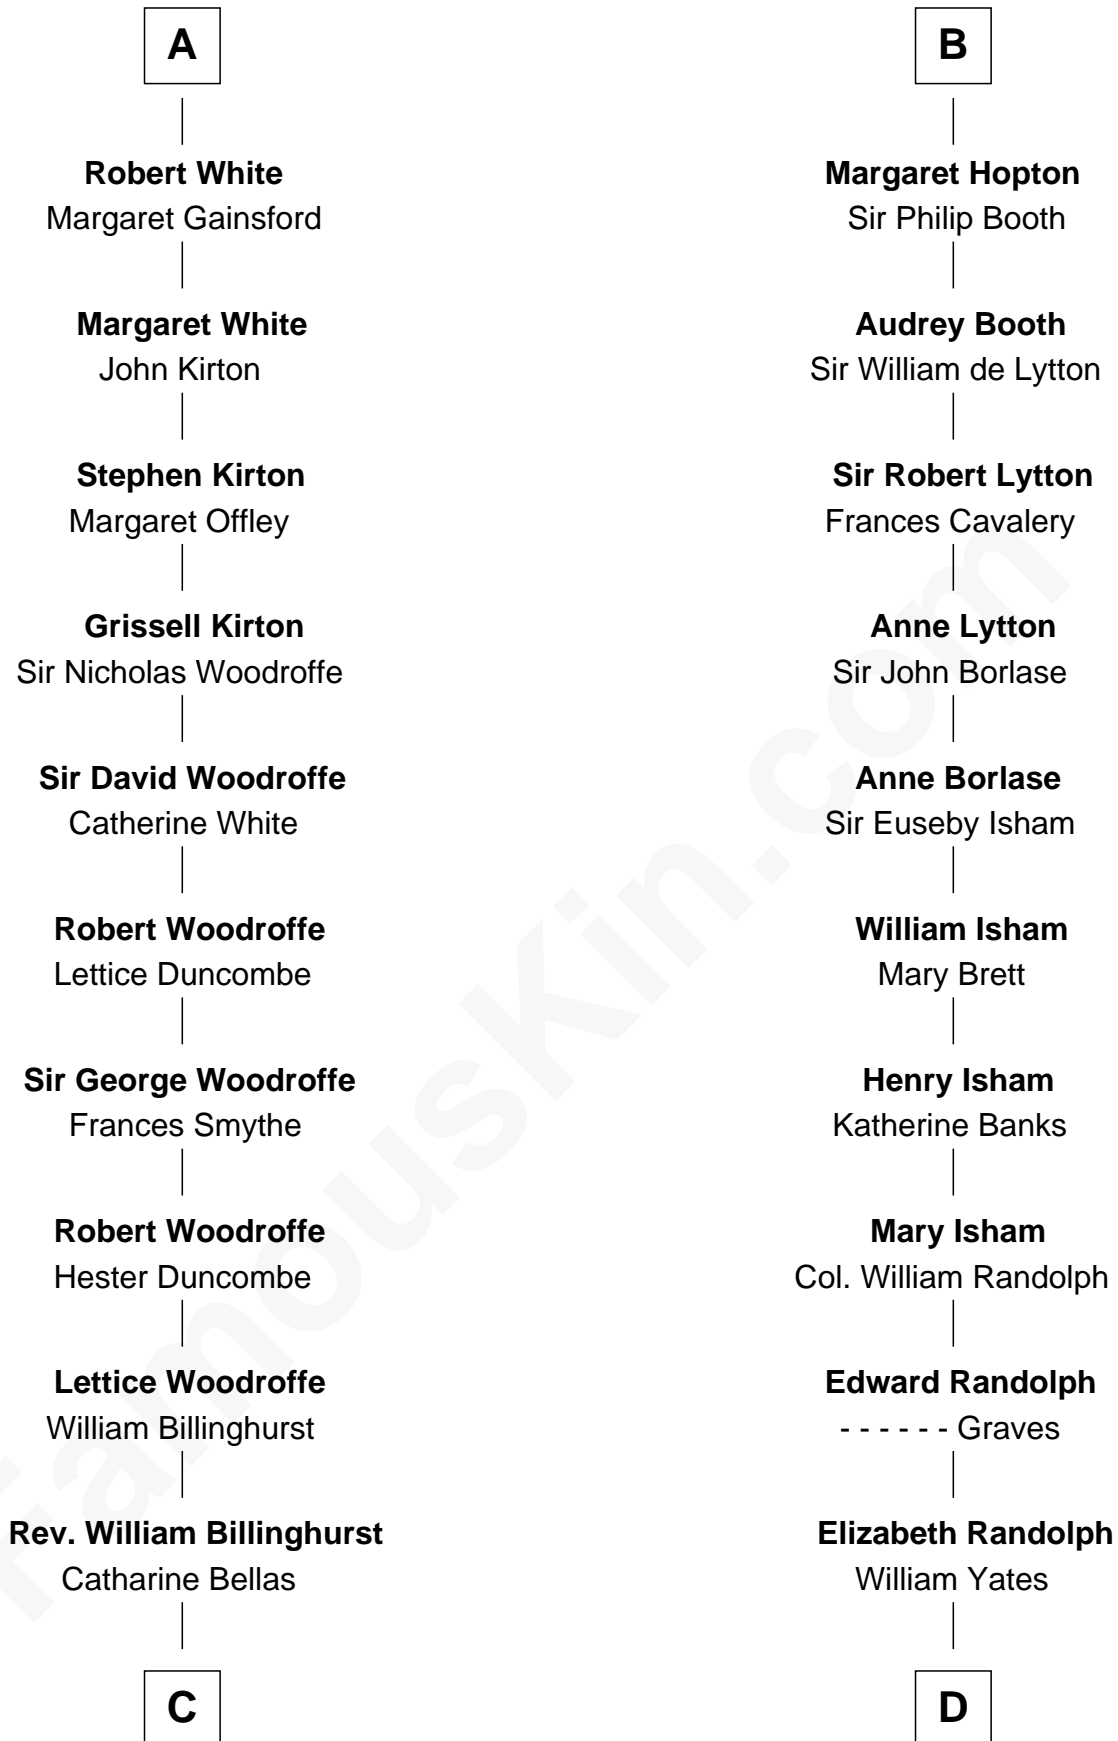 A
Robert White
Margaret Gainsford
Margaret White
John Kirton
Stephen Kirton
Margaret Offley
Grissell Kirton
Sir Nicholas Woodroffe
Sir David Woodroffe
Catherine White
Robert Woodroffe
Lettice Duncombe
Sir George Woodroffe
Frances Smythe
Robert Woodroffe
Hester Duncombe
Lettice Woodroffe
William Billinghurst
Rev. William Billinghurst
Catharine Bellas
C
B
Margaret Hopton
Sir Philip Booth
Audrey Booth
Sir William de Lytton
Sir Robert Lytton
Frances Cavalery
Anne Lytton
Sir John Borlase
Anne Borlase
Sir Euseby Isham
William Isham
Mary Brett
Henry Isham
Katherine Banks
Mary Isham
Col. William Randolph
Edward Randolph
- - - - - - Graves
Elizabeth Randolph
William Yates
D
FamousKin.com